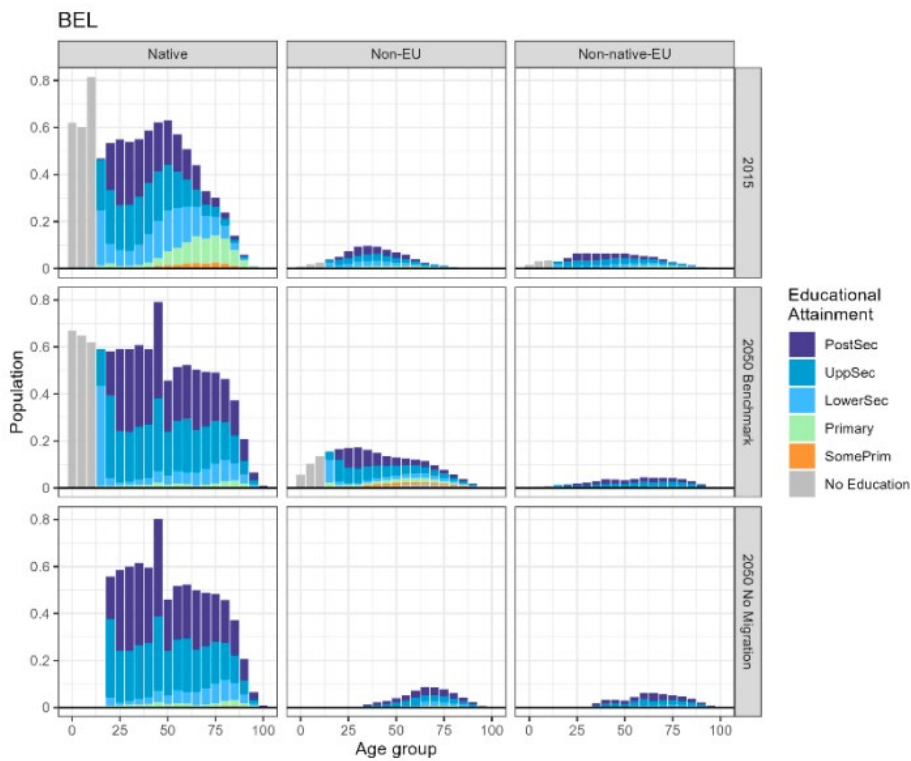 BEL
Native
Non-EU
Non-native-EU
0.8
0.6
0.4
0.2
0
2015
0.8
0.6
0.4
0.2
0
2050 Benchmark
0.8
0.6
0.4
0.2
0
2050 No Migration
Population
0 25 50 75 100
0 25 50 75 100
0 25 50 75 100
Age group
Educational
Attainment
PostSec
UppSec
LowerSec
Primary
SomePrim
No Education